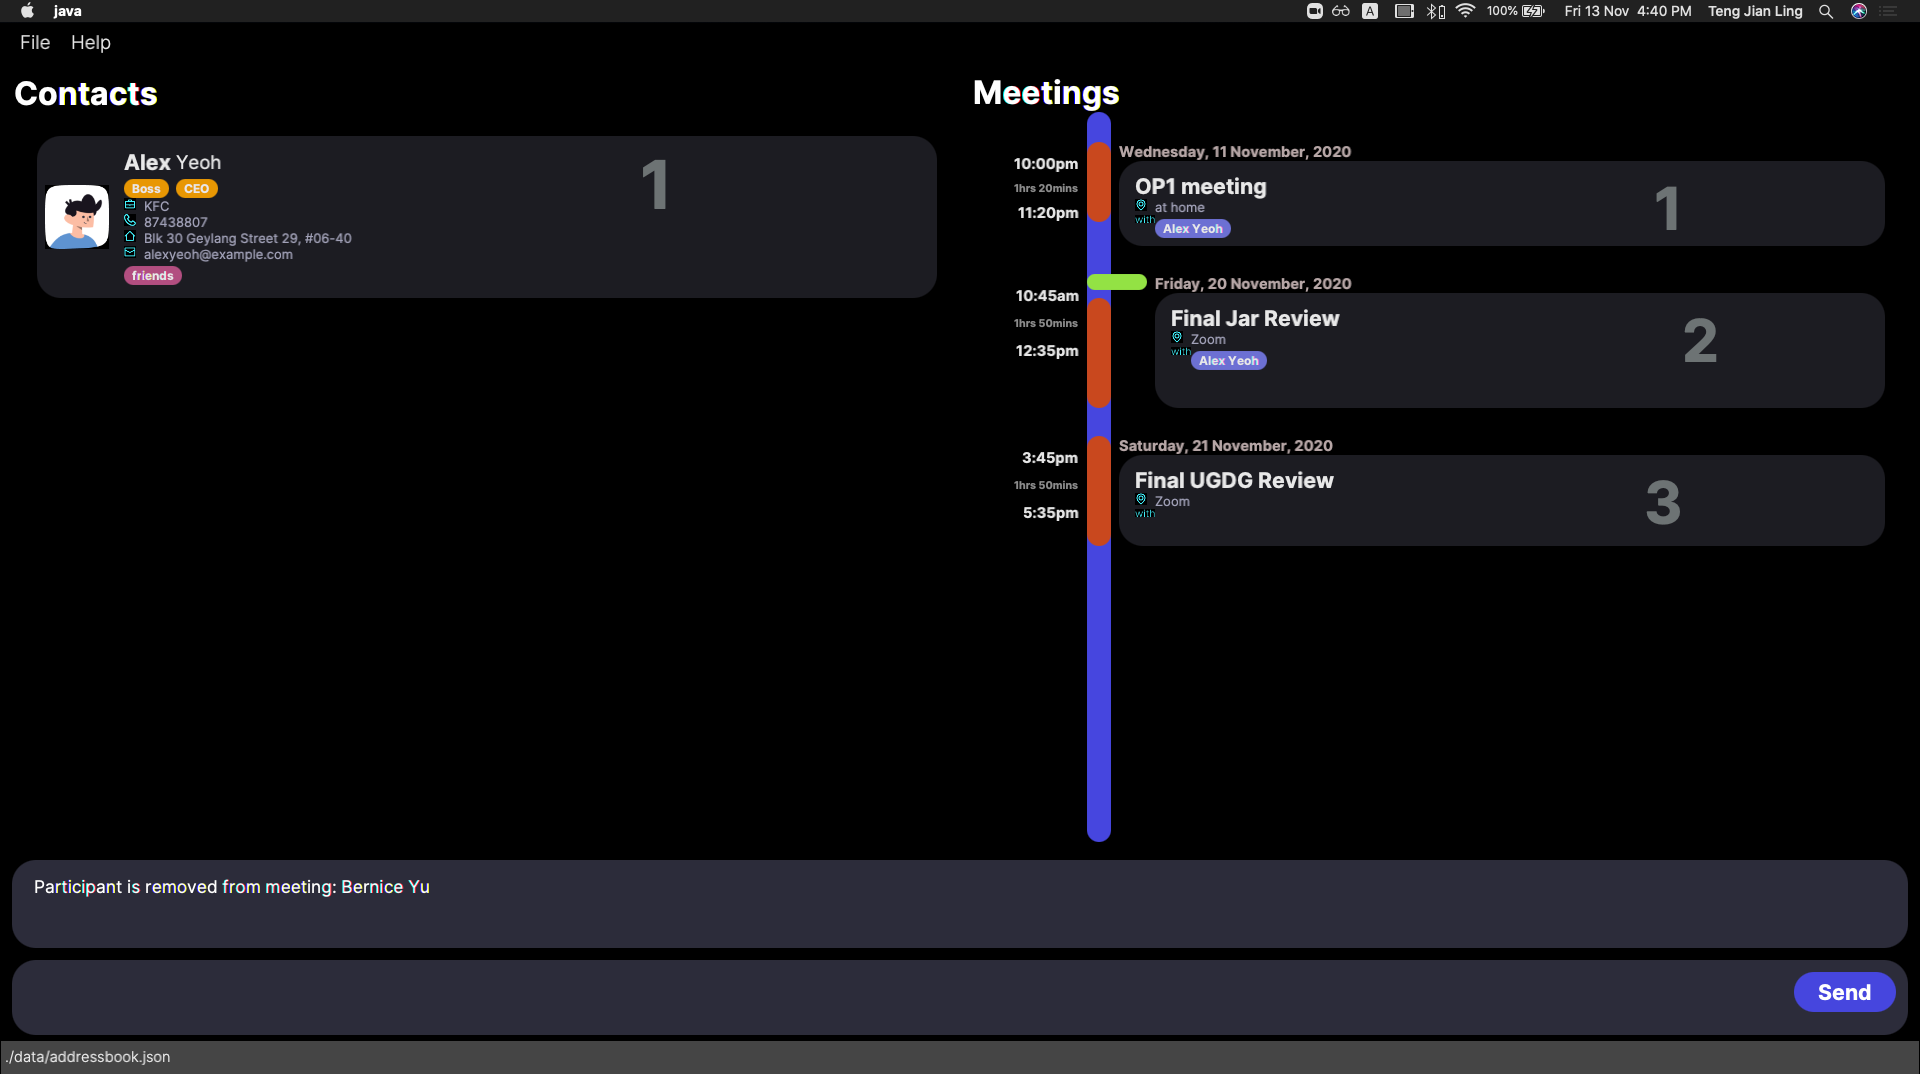 java
A
100%
Fri 13 Nov 4:40 PM
Teng Jian Ling
File Help
Contacts
Alex Yeoh
Boss CEO
KFC
87438807
Blk 30 Geylang Street 29, #06-40
alexyeoh@example.com
friends
1
Meetings
Wednesday, 11 November, 2020
10:00pm
1hrs 20mins
11:20pm
OP1 meeting
at home
with
Alex Yeoh
1
Friday, 20 November, 2020
10:45am
1hrs 50mins
12:35pm
Final Jar Review
Zoom
with
Alex Yeoh
2
Saturday, 21 November, 2020
3:45pm
1hrs 50mins
5:35pm
Final UGDG Review
Zoom
with
3
Participant is removed from meeting: Bernice Yu
Send
./data/addressbook.json